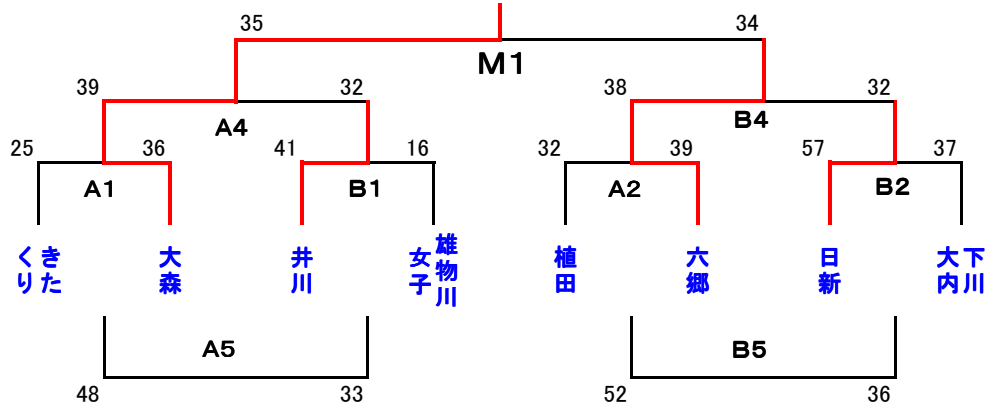 35 34
M1
39 32 38 32
A4 B4
25 36 41 16 32 39 57 37
A1 B1 A2 B2
きた
くり
大森
井川
雄物川
女子
植田
六郷
日新
下川
大内
A5 B5
48 33 52 36